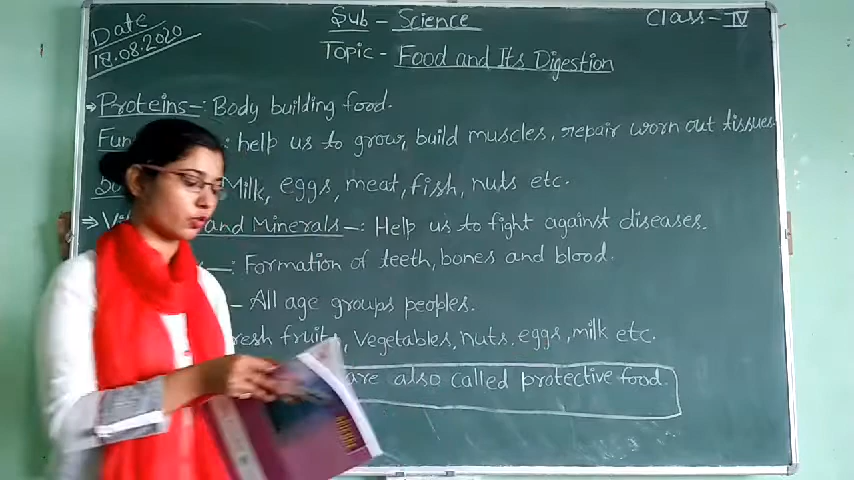 Date
18.08.2020
Sub - Science
Class - IV
Topic - Food and Its Digestion
→ Proteins -: Body building food.
: help us to grow, build muscles, repair worn out tissues.
Milk, eggs, meat, fish, nuts etc.
⇒ and Minerals -: Help us to fight against diseases.
: Formation of teeth, bones and blood.
- All age groups peoples.
fruits, vegetables, nuts, eggs, milk etc.
are also called protective food.